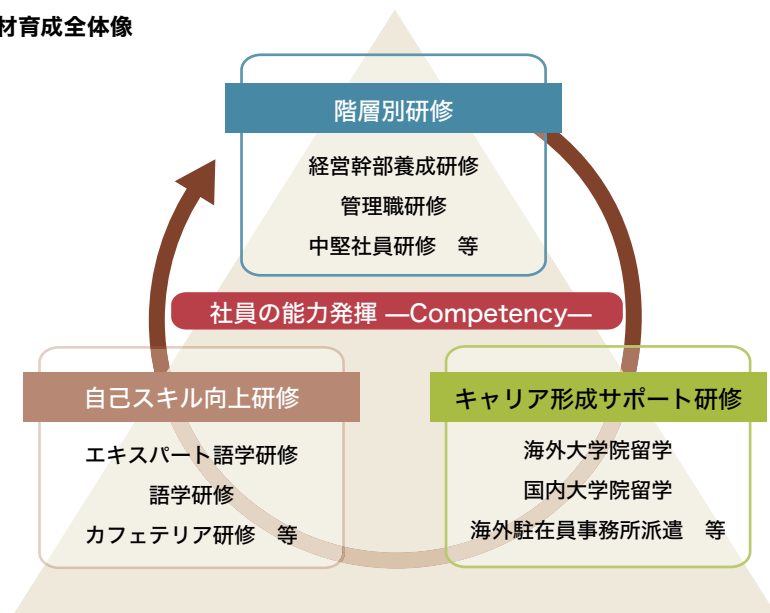 材育成全体像
階層別研修
経営幹部養成研修
管理職研修
中堅社員研修　等
社員の能力発揮 —Competency—
自己スキル向上研修
エキスパート語学研修
語学研修
カフェテリア研修　等
キャリア形成サポート研修
海外大学院留学
国内大学院留学
海外駐在員事務所派遣　等